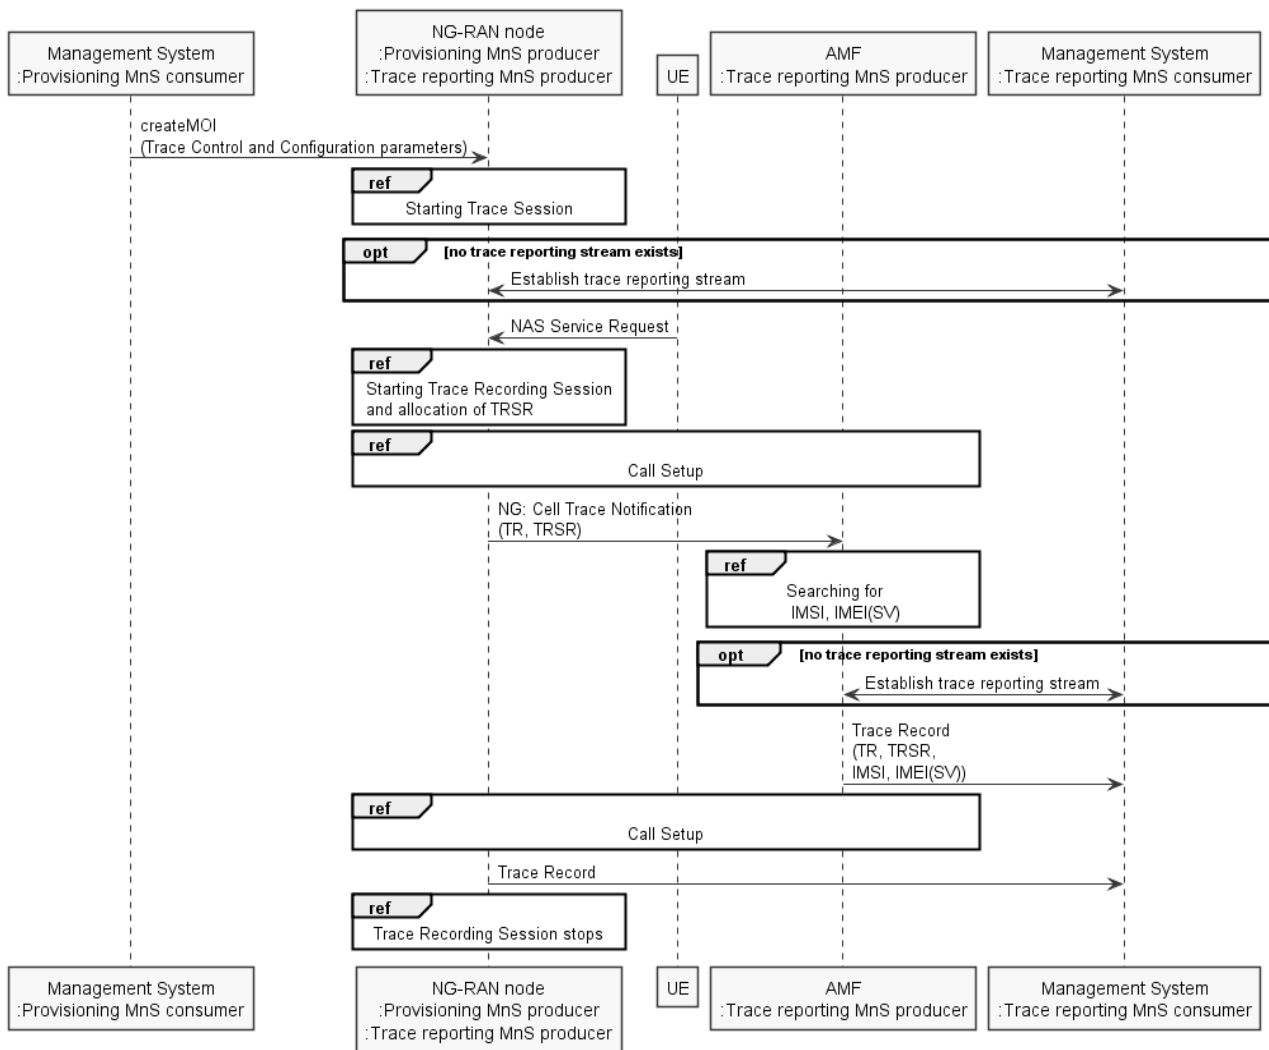 Management System
:Provisioning MnS consumer
NG-RAN node
:Provisioning MnS producer
:Trace reporting MnS producer
UE
AMF
:Trace reporting MnS producer
Management System
:Trace reporting MnS consumer
createMOI
(Trace Control and Configuration parameters)
ref
Starting Trace Session
opt
[no trace reporting stream exists]
Establish trace reporting stream
NAS Service Request
ref
Starting Trace Recording Session
and allocation of TRSR
ref
Call Setup
NG: Cell Trace Notification
(TR, TRSR)
ref
Searching for
IMSI, IMEI(SV)
opt
[no trace reporting stream exists]
Establish trace reporting stream
Trace Record
(TR, TRSR,
IMSI, IMEI(SV))
ref
Call Setup
Trace Record
ref
Trace Recording Session stops
Management System
:Provisioning MnS consumer
NG-RAN node
:Provisioning MnS producer
:Trace reporting MnS producer
UE
AMF
:Trace reporting MnS producer
Management System
:Trace reporting MnS consumer